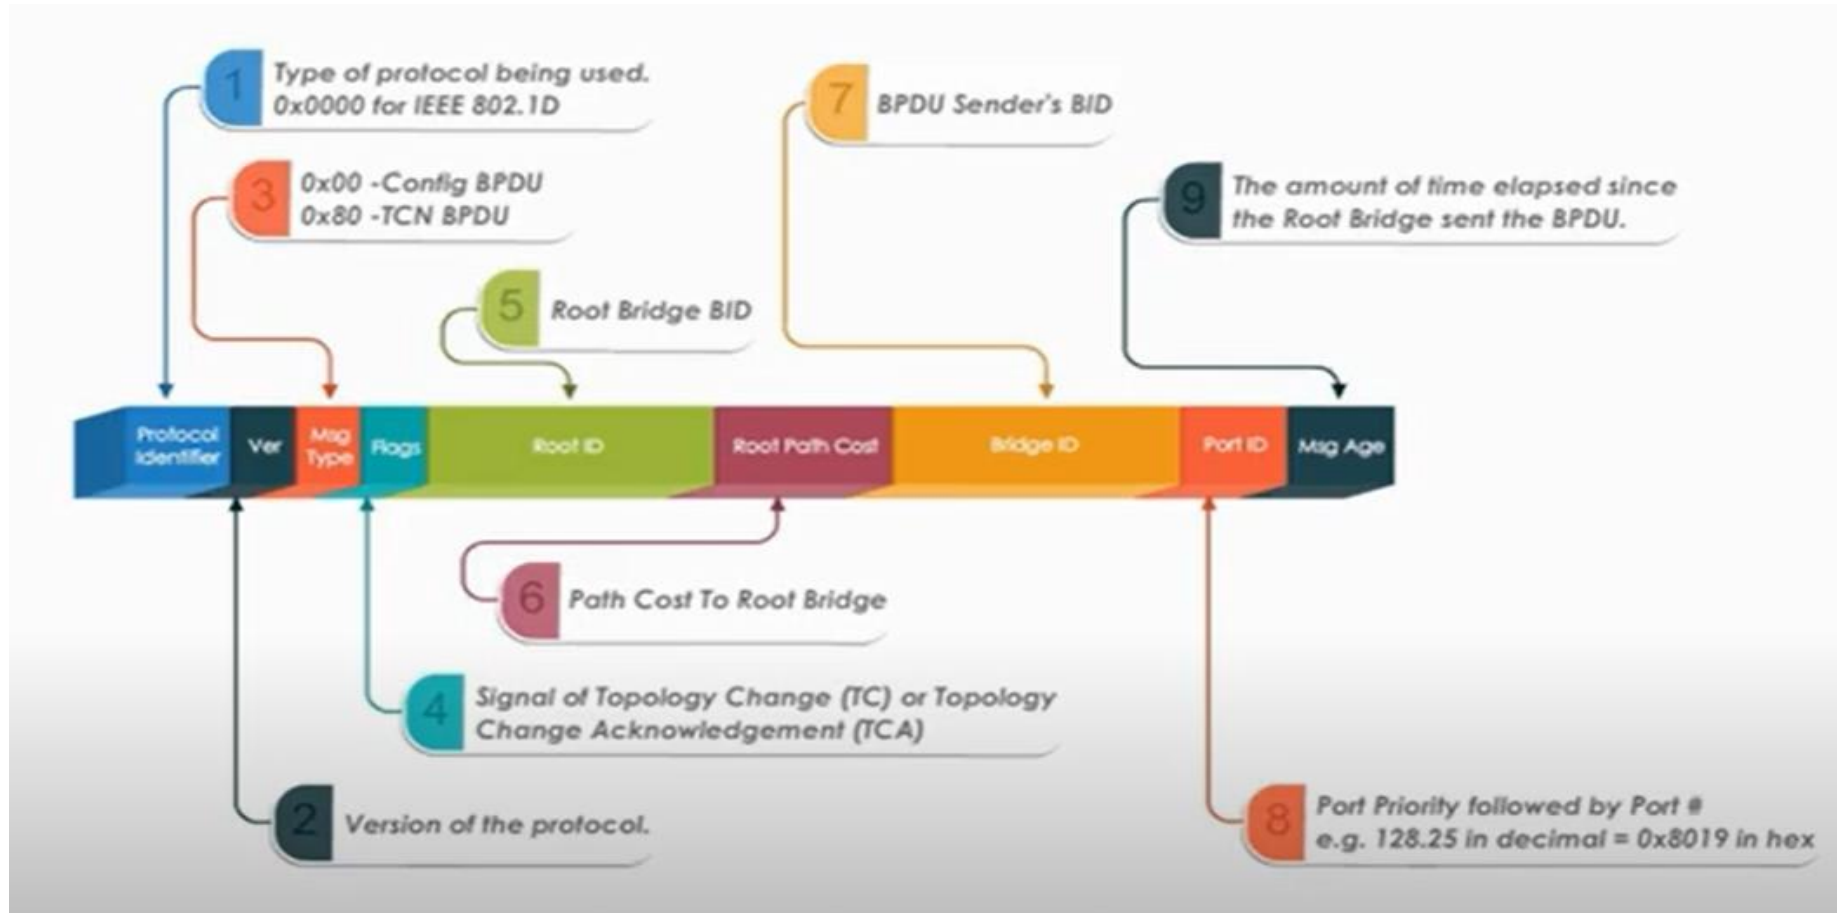 1
Type of protocol being used.
0x0000 for IEEE 802.1D
7
BPDU Sender's BID
3
0x00 -Config BPDU
0x80 -TCN BPDU
9
The amount of time elapsed since
the Root Bridge sent the BPDU.
5
Root Bridge BID
Protocol
Identifier
Ver
Msg
Type
Flags
Root ID
Root Path Cost
Bridge ID
Port ID
Msg Age
6
Path Cost To Root Bridge
4
Signal of Topology Change (TC) or Topology
Change Acknowledgement (TCA)
2
Version of the protocol.
8
Port Priority followed by Port #
e.g. 128.25 in decimal = 0x8019 in hex